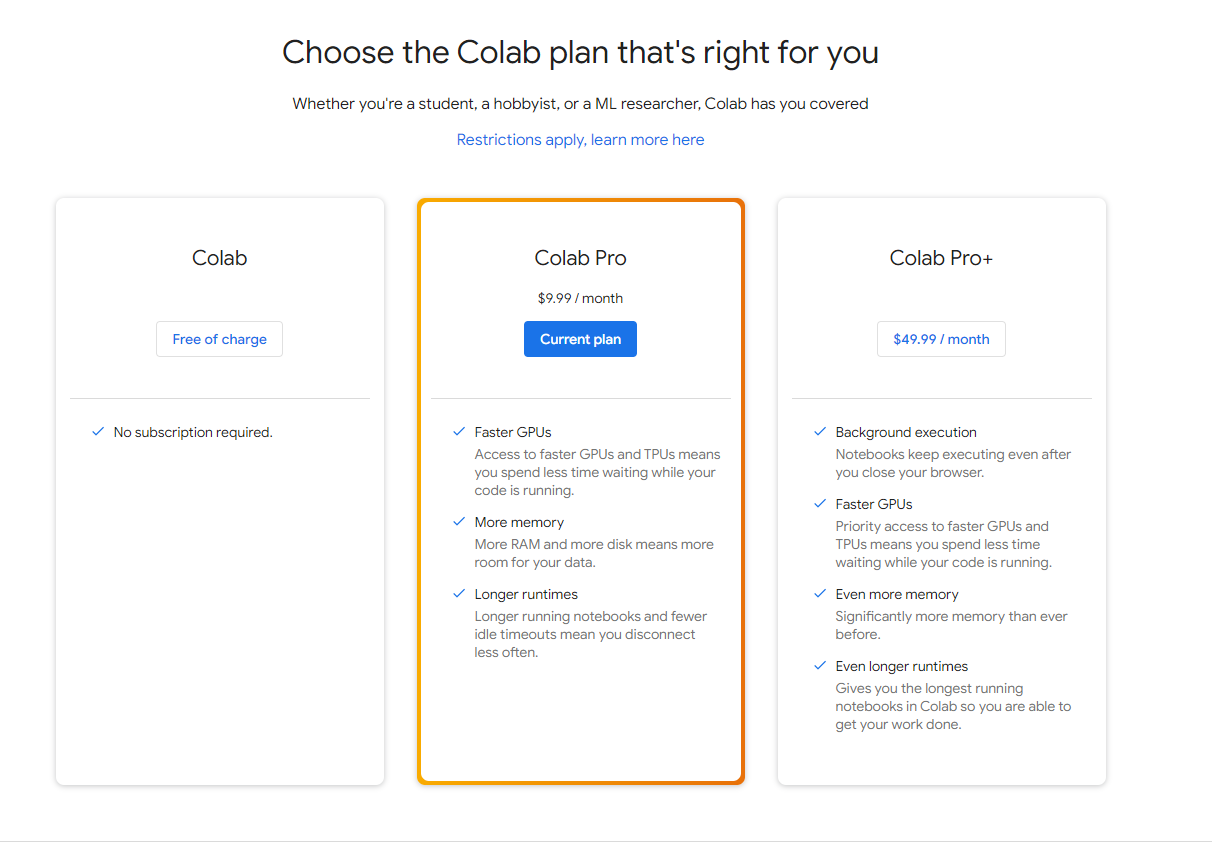 Choose the Colab plan that's right for you
Whether you're a student, a hobbyist, or a ML researcher, Colab has you covered
Restrictions apply, learn more here
Colab
Free of charge
No subscription required.
Colab Pro
$9.99 / month
Current plan
Faster GPUs
Access to faster GPUs and TPUs means
you spend less time waiting while your
code is running.
More memory
More RAM and more disk means more
room for your data.
Longer runtimes
Longer running notebooks and fewer
idle timeouts mean you disconnect
less often.
Colab Pro+
$49.99 / month
Background execution
Notebooks keep executing even after
you close your browser.
Faster GPUs
Priority access to faster GPUs and
TPUs means you spend less time
waiting while your code is running.
Even more memory
Significantly more memory than ever
before.
Even longer runtimes
Gives you the longest running
notebooks in Colab so you are able to
get your work done.